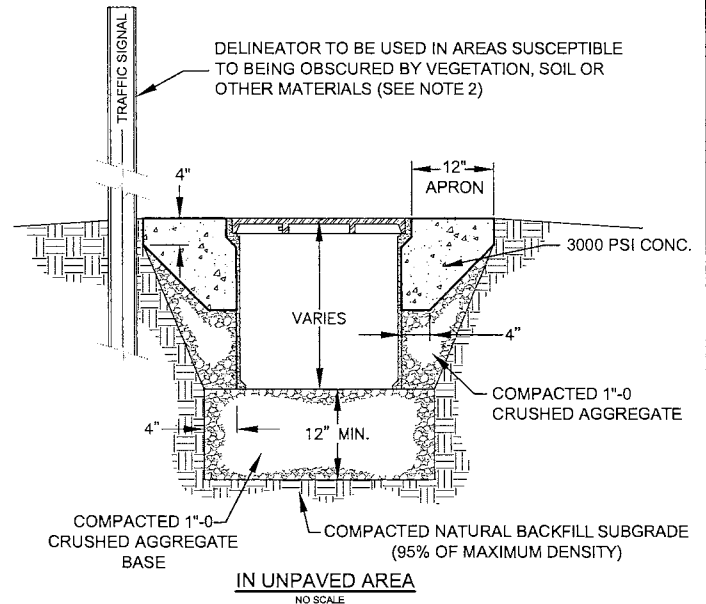 TRAFFIC SIGNAL
DELINEATOR TO BE USED IN AREAS SUSCEPTIBLE
TO BEING OBSCURED BY VEGETATION, SOIL OR
OTHER MATERIALS (SEE NOTE 2)
4"
12"
APRON
3000 PSI CONC.
VARIES
4"
COMPACTED 1"-0
CRUSHED AGGREGATE
4"
12" MIN.
COMPACTED 1"-0
CRUSHED AGGREGATE
BASE
COMPACTED NATURAL BACKFILL SUBGRADE
(95% OF MAXIMUM DENSITY)
IN UNPAVED AREA
NO SCALE